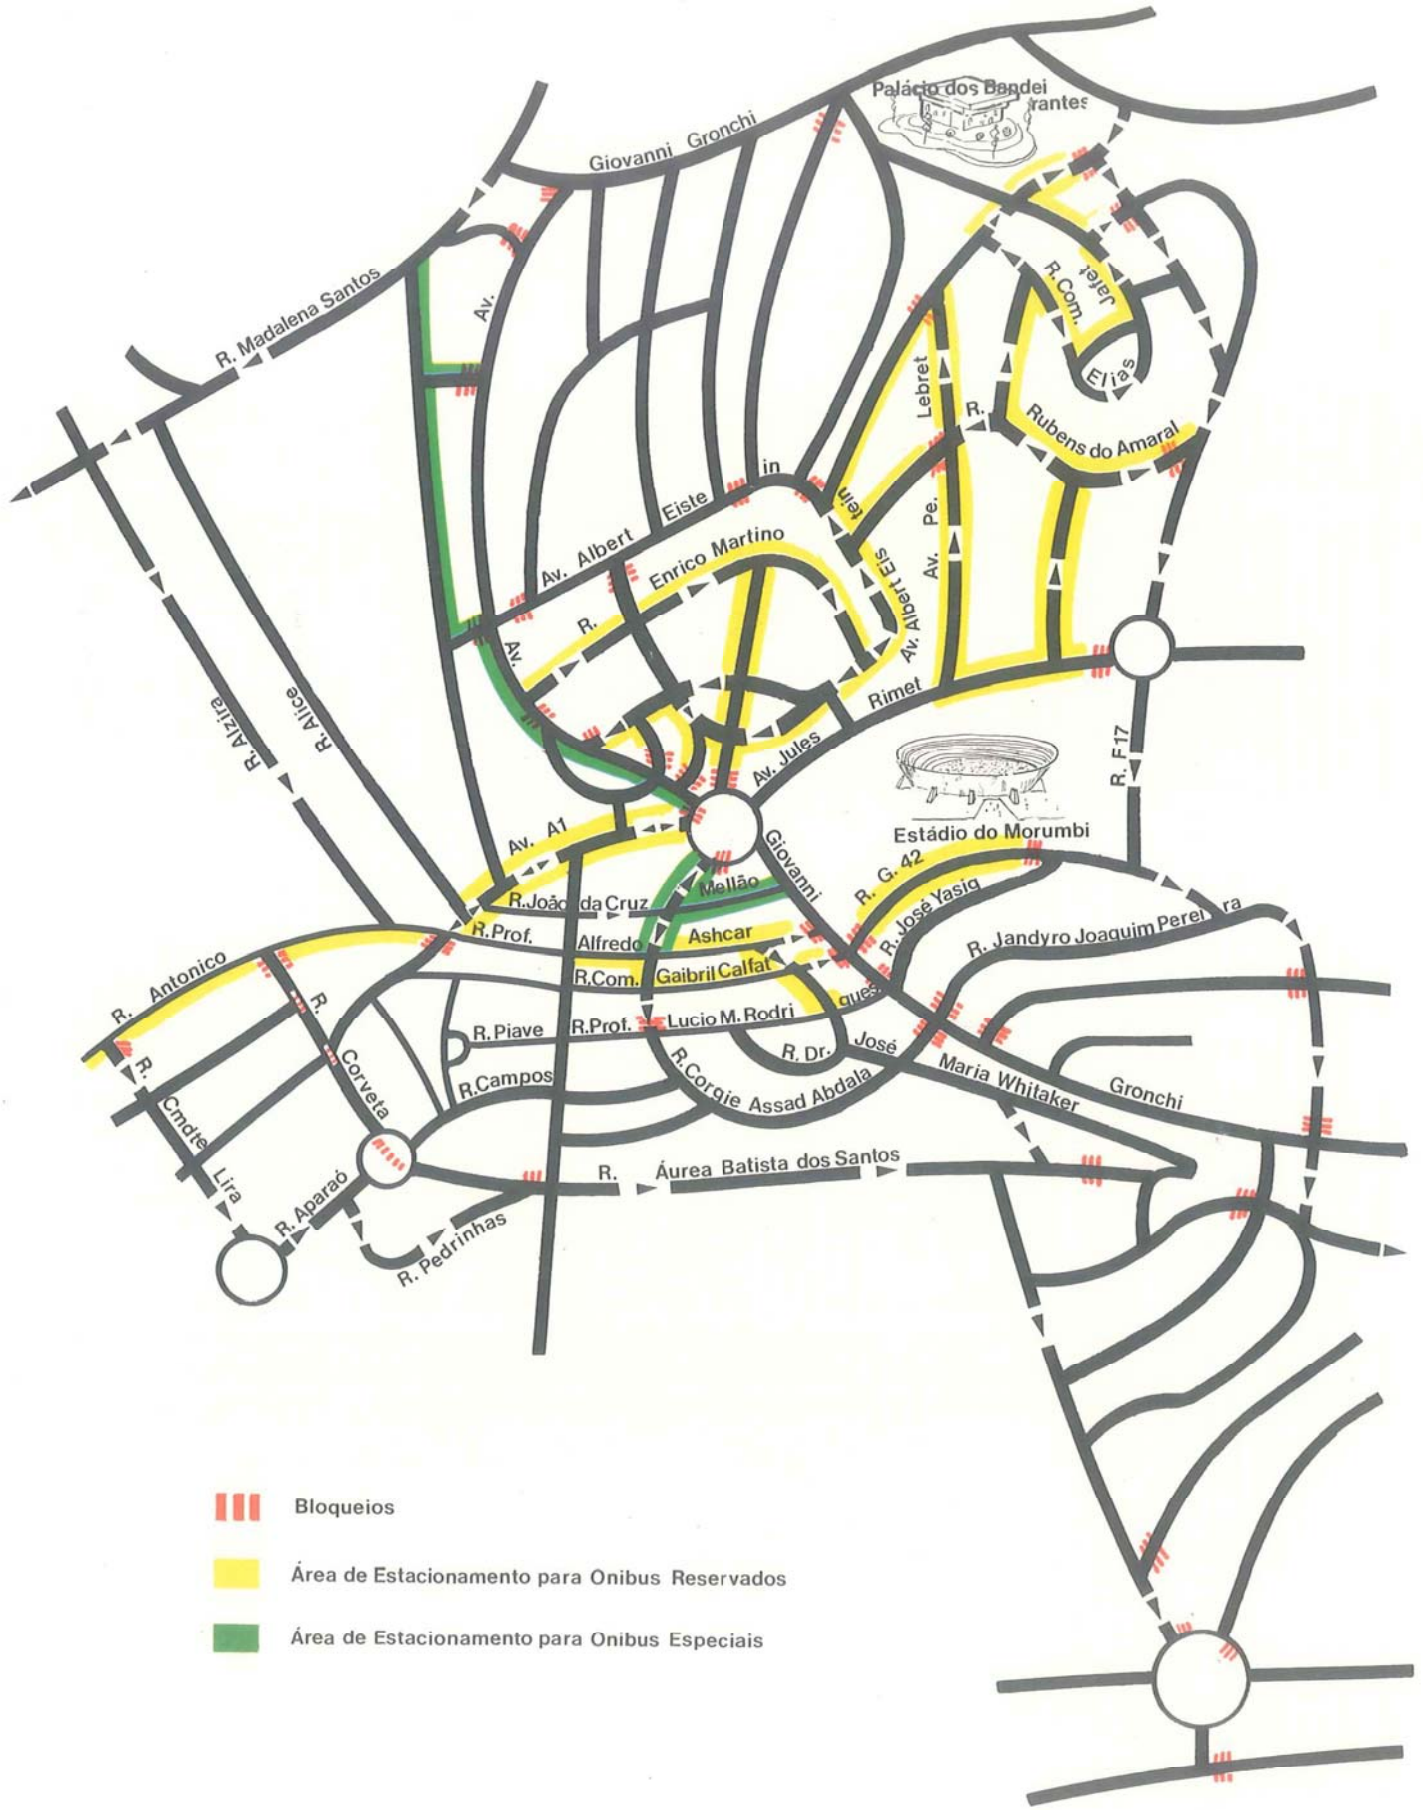 Palácio dos Bandei
rantes
Giovanni Gronchi
R. Madalena Santos
Av.
R. Com.
Jafet
Elias
Lebret
R.
Rubens do Amaral
in
Eiste
Av. Albert
tein
Enrico Martino
R.
Av. Pe.
Av. Albert Eis
Av.
Rimet
R. Alzira
R. Alice
Av. Jules
R. F17
Estádio do Morumbi
Av. A1
Giovanni
R. G. 42
Mellão
R. José Yasig
R.João da Cruz
R.Prof.
Alfredo
Ashcar
R. Jandyro Joaquim Perei ra
R. Antonico
R.Com.
Gaibril Calfat
R.
ques
R. Piave
R.Prof.
Lucio M. Rodri
R. Dr.
José
Maria Whitaker
R.
Corveta
R.Campos
R.Corgie Assad Abdala
Gronchi
Cmdte
Lira
R.
Áurea Batista dos Santos
R. Aparaó
R. Pedrinhas
Bloqueios
Área de Estacionamento para Onibus Reservados
Área de Estacionamento para Onibus Especiais